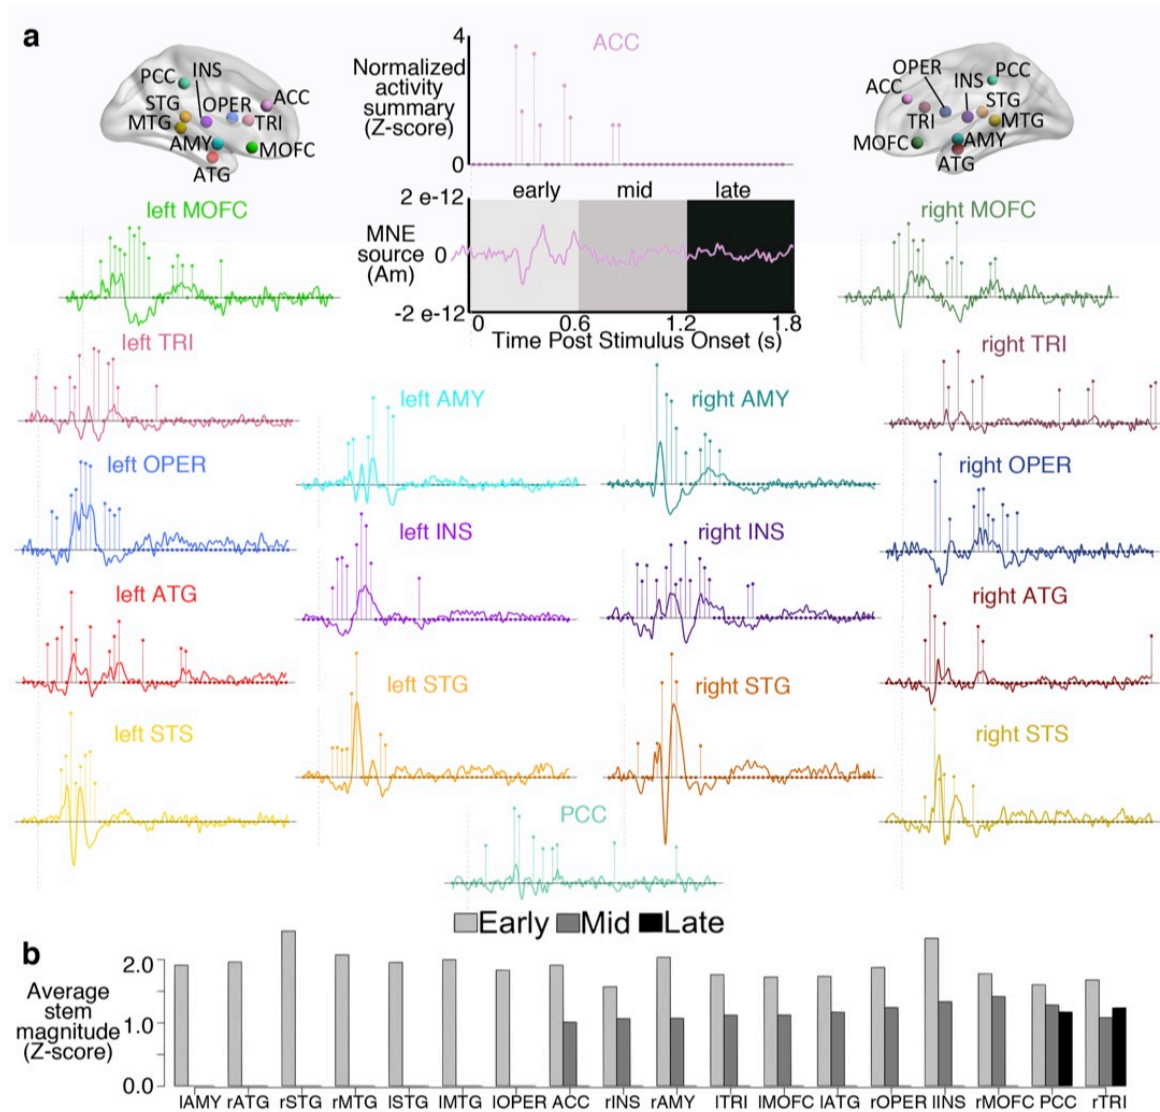 a
ACC
4
Normalized
activity
summary
(Z-score)
0
PCC INS
STG OPER ACC
MTG TRI
AMY MOFC
ATG
OPER INS PCC
ACC STG
TRI MTG
MOFC AMY
ATG
early mid late
2 e-12
MNE
source 0
(Am)
-2 e-12
0 0.6 1.2 1.8
Time Post Stimulus Onset (s)
left MOFC right MOFC
left TRI right TRI
left AMY right AMY
left OPER right OPER
left INS right INS
left ATG right ATG
left STG right STG
left STS right STS
PCC
Early Mid Late
b
2.0
Average
stem
magnitude 1.0
(Z-score)
0.0
lAMY rATG rSTG rMTG lSTG lMTG lOPER ACC rINS rAMY lTRI lMOFC lATG rOPER lINS rMOFC PCC rTRI